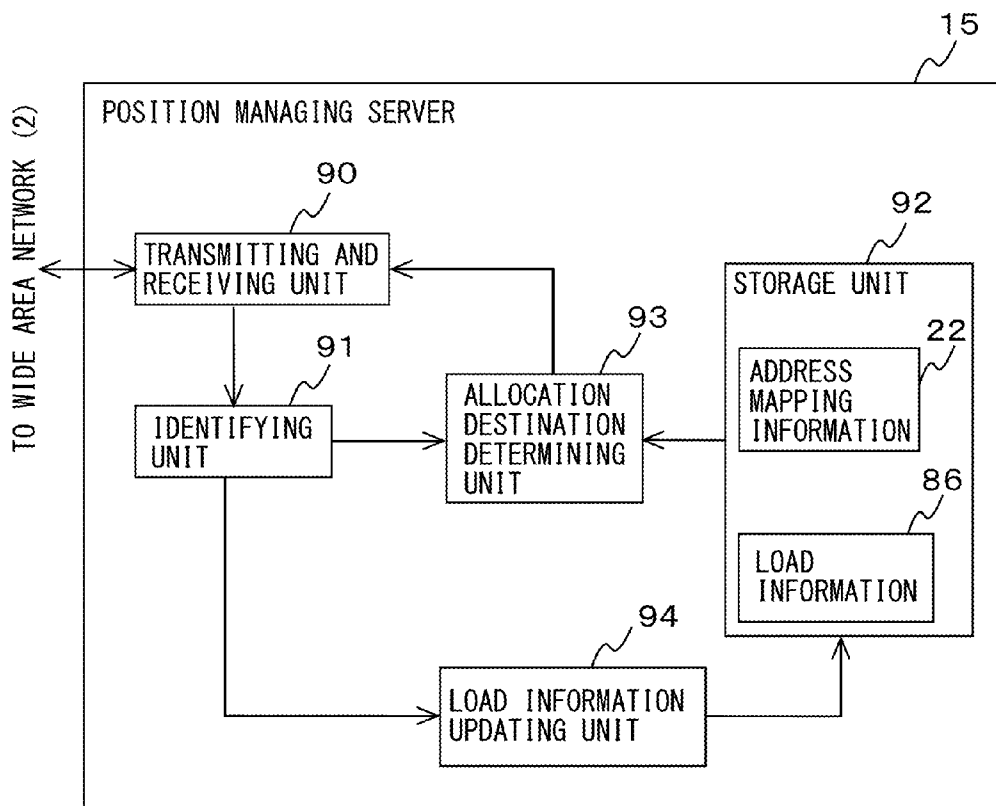 15
POSITION MANAGING SERVER
TO WIDE AREA NETWORK (2)
90
TRANSMITTING AND
RECEIVING UNIT
92
STORAGE UNIT
91
IDENTIFYING
UNIT
93
ALLOCATION
DESTINATION
DETERMINING
UNIT
22
ADDRESS
MAPPING
INFORMATION
86
LOAD
INFORMATION
94
LOAD INFORMATION
UPDATING UNIT